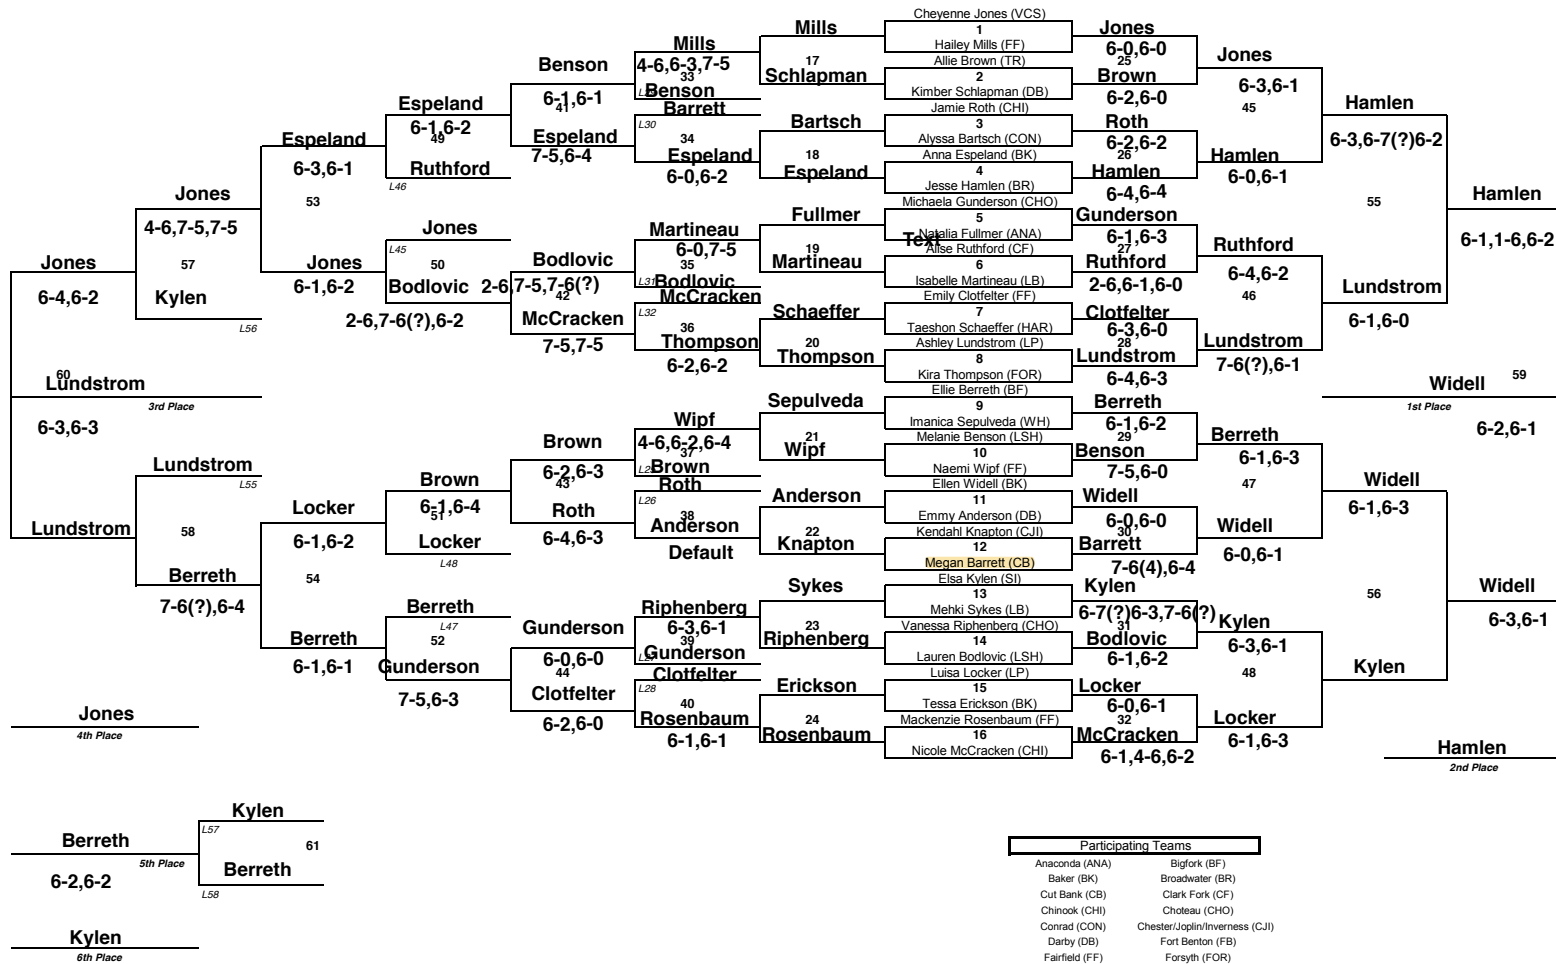 Cheyenne Jones (VCS)
1
Hailey Mills (FF)
Allie Brown (TR)
2
Kimber Schlapman (DB)
Jamie Roth (CHI)
3
Alyssa Bartsch (CON)
Anna Espeland (BK)
4
Jesse Hamlen (BR)
Michaela Gunderson (CHO)
5
Natalia Fullmer (ANA)
Text
Alise Ruthford (CF)
6
Isabelle Martineau (LB)
Emily Clotfelter (FF)
7
Taeshon Schaeffer (HAR)
Ashley Lundstrom (LP)
8
Kira Thompson (FOR)
Ellie Berreth (BF)
9
Imanica Sepulveda (WH)
Melanie Benson (LSH)
10
Naemi Wipf (FF)
Ellen Widell (BK)
11
Emmy Anderson (DB)
Kendahl Knapton (CJI)
12
Megan Barrett (CB)
Elsa Kylen (SI)
13
Mehki Sykes (LB)
Vanessa Riphenberg (CHO)
14
Lauren Bodlovic (LSH)
Luisa Locker (LP)
15
Tessa Erickson (BK)
Mackenzie Rosenbaum (FF)
16
Nicole McCracken (CHI)
Jones
6-0,6-0
25
Brown
6-2,6-0
Roth
6-2,6-2
26
Hamlen
6-4,6-4
Gunderson
6-1,6-3
27
Ruthford
2-6,6-1,6-0
Clotfelter
6-3,6-0
28
Lundstrom
6-4,6-3
Berreth
6-1,6-2
29
Benson
7-5,6-0
Widell
6-0,6-0
30
Barrett
7-6(4),6-4
Kylen
6-7(?)6-3,7-6(?)
31
Bodlovic
6-1,6-2
Locker
6-0,6-1
32
McCracken
6-1,4-6,6-2
Jones
6-3,6-1
45
Hamlen
6-0,6-1
Ruthford
6-4,6-2
46
Lundstrom
7-6(?),6-1
Berreth
6-1,6-3
47
Widell
6-0,6-1
Kylen
6-3,6-1
48
Locker
6-1,6-3
Hamlen
6-3,6-7(?)6-2
55
Lundstrom
6-1,6-0
Widell
6-1,6-3
56
Kylen
Hamlen
6-1,1-6,6-2
Widell 59
1st Place
6-2,6-1
Widell
6-3,6-1
Hamlen
2nd Place
Mills
17
Schlapman
Bartsch
18
Espeland
Fullmer
19
Martineau
Schaeffer
20
Thompson
Sepulveda
21
Wipf
Anderson
22
Knapton
Sykes
23
Riphenberg
Erickson
24
Rosenbaum
Mills
4-6,6-3,7-5
33
Benson
Barrett
L30
34
Espeland
6-0,6-2
Martineau
6-0,7-5
35
L31
Bodlovic
McCracken
L32
36
Thompson
6-2,6-2
Wipf
4-6,6-2,6-4
37
Brown
Roth
L26
38
Anderson
Default
Riphenberg
6-3,6-1
39
L27
Gunderson
Clotfelter
L28
40
Rosenbaum
6-1,6-1
Benson
6-1,6-1
41
Espeland
7-5,6-4
Bodlovic
2-6,7-5,7-6(?)
42
McCracken
7-5,7-5
Brown
6-2,6-3
43
Roth
6-4,6-3
Gunderson
6-0,6-0
44
Clotfelter
6-2,6-0
Espeland
6-1,6-2
49
Ruthford
L46
Jones
L45
50
Bodlovic
2-6,7-6(?),6-2
Brown
6-1,6-4
51
Locker
L48
Berreth
L47
52
Gunderson
7-5,6-3
Espeland
6-3,6-1
53
Jones
6-1,6-2
Locker
6-1,6-2
54
Berreth
6-1,6-1
Jones
4-6,7-5,7-5
57
Kylen
L56
Lundstrom
L55
58
Berreth
7-6(?),6-4
Jones
6-4,6-2
60
Lundstrom
3rd Place
6-3,6-3
Lundstrom
Jones
4th Place
Kylen
L57
61
Berreth
L58
Berreth
5th Place
6-2,6-2
Kylen
6th Place
Participating Teams
Anaconda (ANA) Bigfork (BF)
Baker (BK) Broadwater (BR)
Cut Bank (CB) Clark Fork (CF)
Chinook (CHI) Choteau (CHO)
Conrad (CON) Chester/Joplin/Inverness (CJI)
Darby (DB) Fort Benton (FB)
Fairfield (FF) Forsyth (FOR)